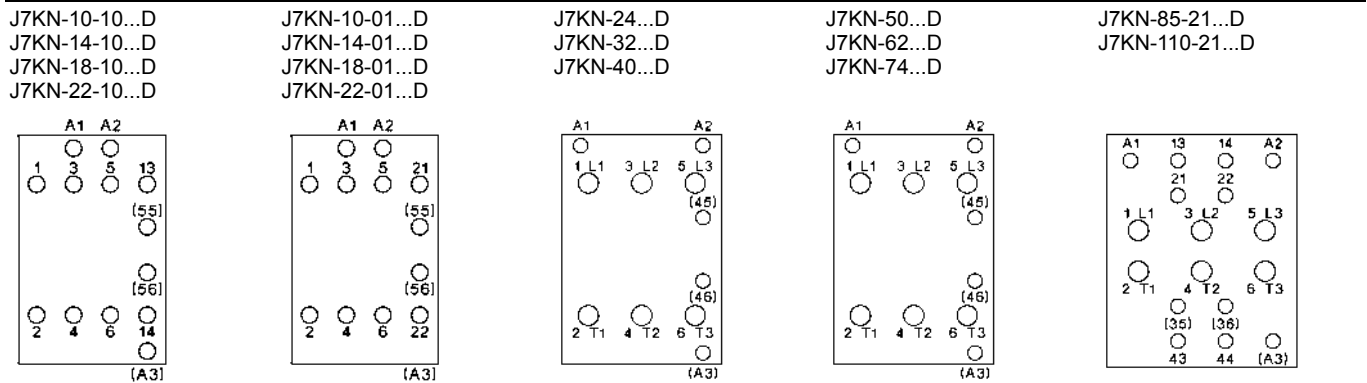 J7KN-10-10...D
J7KN-14-10...D
J7KN-18-10...D
J7KN-22-10...D
A1 A2
1 3 5 13
(55)
(56)
2 4 6 14
(A3)
J7KN-10-01...D
J7KN-14-01...D
J7KN-18-01...D
J7KN-22-01...D
A1 A2
1 3 5 21
(55)
(56)
2 4 6 22
(A3)
J7KN-24...D
J7KN-32...D
J7KN-40...D
A1 A2
1 L1 3 L2 5 L3
(45)
(46)
2 T1 4 T2 6 T3
(A3)
J7KN-50...D
J7KN-62...D
J7KN-74...D
A1 A2
1 L1 3 L2 5 L3
(45)
(46)
2 T1 4 T2 6 T3
(A3)
J7KN-85-21...D
J7KN-110-21...D
A1 13 14 A2
21 22
1 L1 3 L2 5 L3
2 T1 4 T2 6 T3
(35) (36)
43 44 (A3)